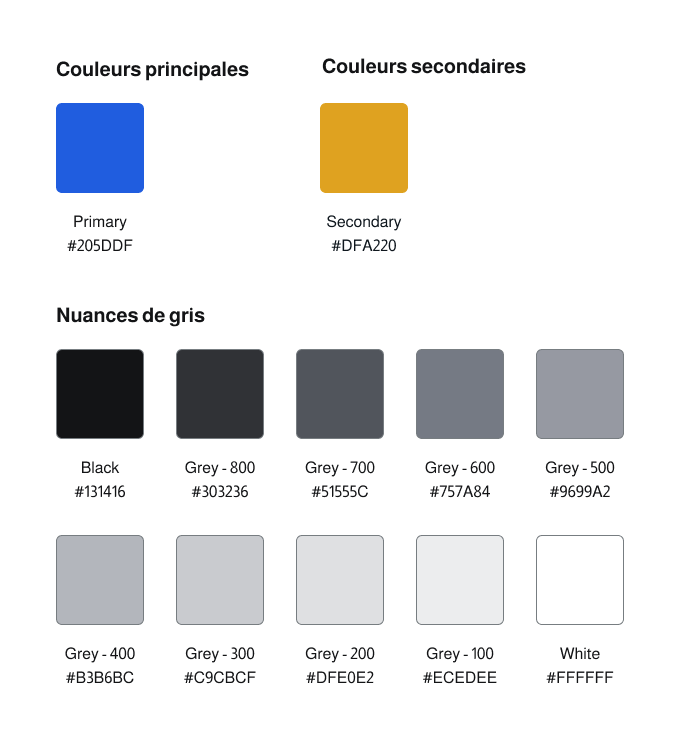 Couleurs principales
Couleurs secondaires
Primary
#205DDF
Secondary
#DFA220
Nuances de gris
Black
#131416
Grey - 800
#303236
Grey - 700
#51555C
Grey - 600
#757A84
Grey - 500
#9699A2
Grey - 400
#B3B6BC
Grey - 300
#C9CBCF
Grey - 200
#DFE0E2
Grey - 100
#ECEDEE
White
#FFFFFF